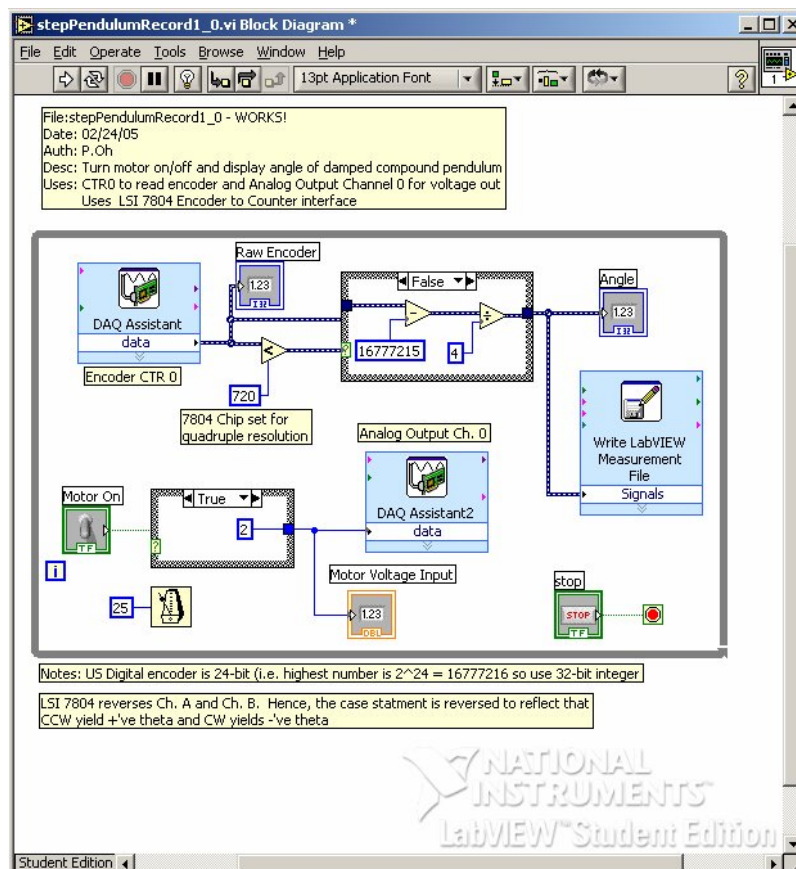 stepPendulumRecord1_0.vi Block Diagram *
File Edit Operate Tools Browse Window Help
13pt Application Font
1
File:stepPendulumRecord1_0 - WORKS!
Date: 02/24/05
Auth: P.Oh
Desc: Turn motor on/off and display angle of damped compound pendulum
Uses: CTR0 to read encoder and Analog Output Channel 0 for voltage out
Uses LSI 7804 Encoder to Counter interface
Raw Encoder
1.23
I32
DAQ Assistant
data
Encoder CTR 0
False
16777215
4
Angle
1.23
I32
720
7804 Chip set for
quadruple resolution
Analog Output Ch. 0
DAQ Assistant2
data
Write LabVIEW
Measurement
File
Signals
Motor On
TF
True
2
i
25
Motor Voltage Input
1.23
DBL
stop
STOP
TF
Notes: US Digital encoder is 24-bit (i.e. highest number is 2^24 = 16777216 so use 32-bit integer
LSI 7804 reverses Ch. A and Ch. B. Hence, the case statment is reversed to reflect that
CCW yield +'ve theta and CW yields -'ve theta
NATIONAL
INSTRUMENTS
LabVIEW™ Student Edition
Student Edition